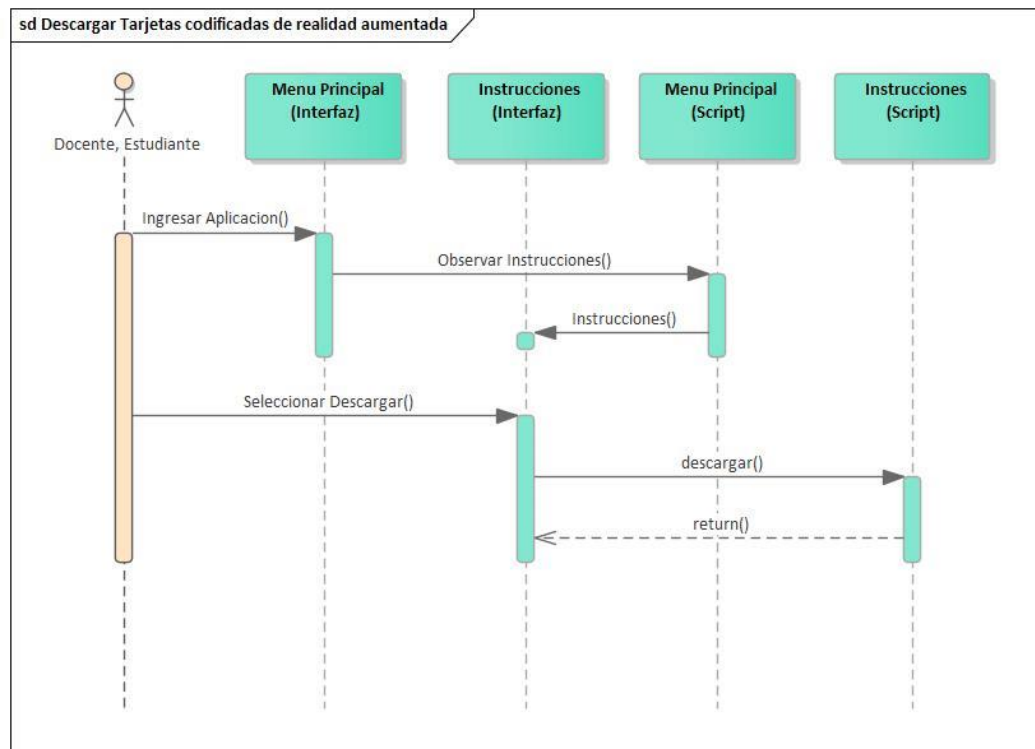 sd Descargar Tarjetas codificadas de realidad aumentada
Docente, Estudiante
Menu Principal
(Interfaz)
Instrucciones
(Interfaz)
Menu Principal
(Script)
Instrucciones
(Script)
Ingresar Aplicacion()
Observar Instrucciones()
Instrucciones()
Seleccionar Descargar()
descargar()
return()